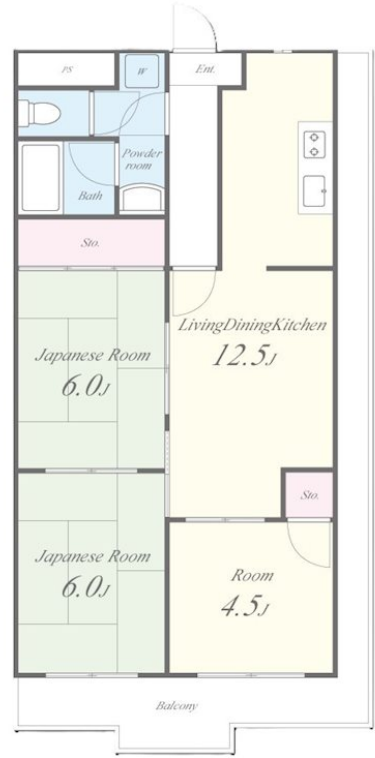 PS
W
Ent.
Powder
room
Bath
Sto.
LivingDiningKitchen
12.5J
Japanese Room
6.0J
Sto.
Japanese Room
6.0J
Room
4.5J
Balcony